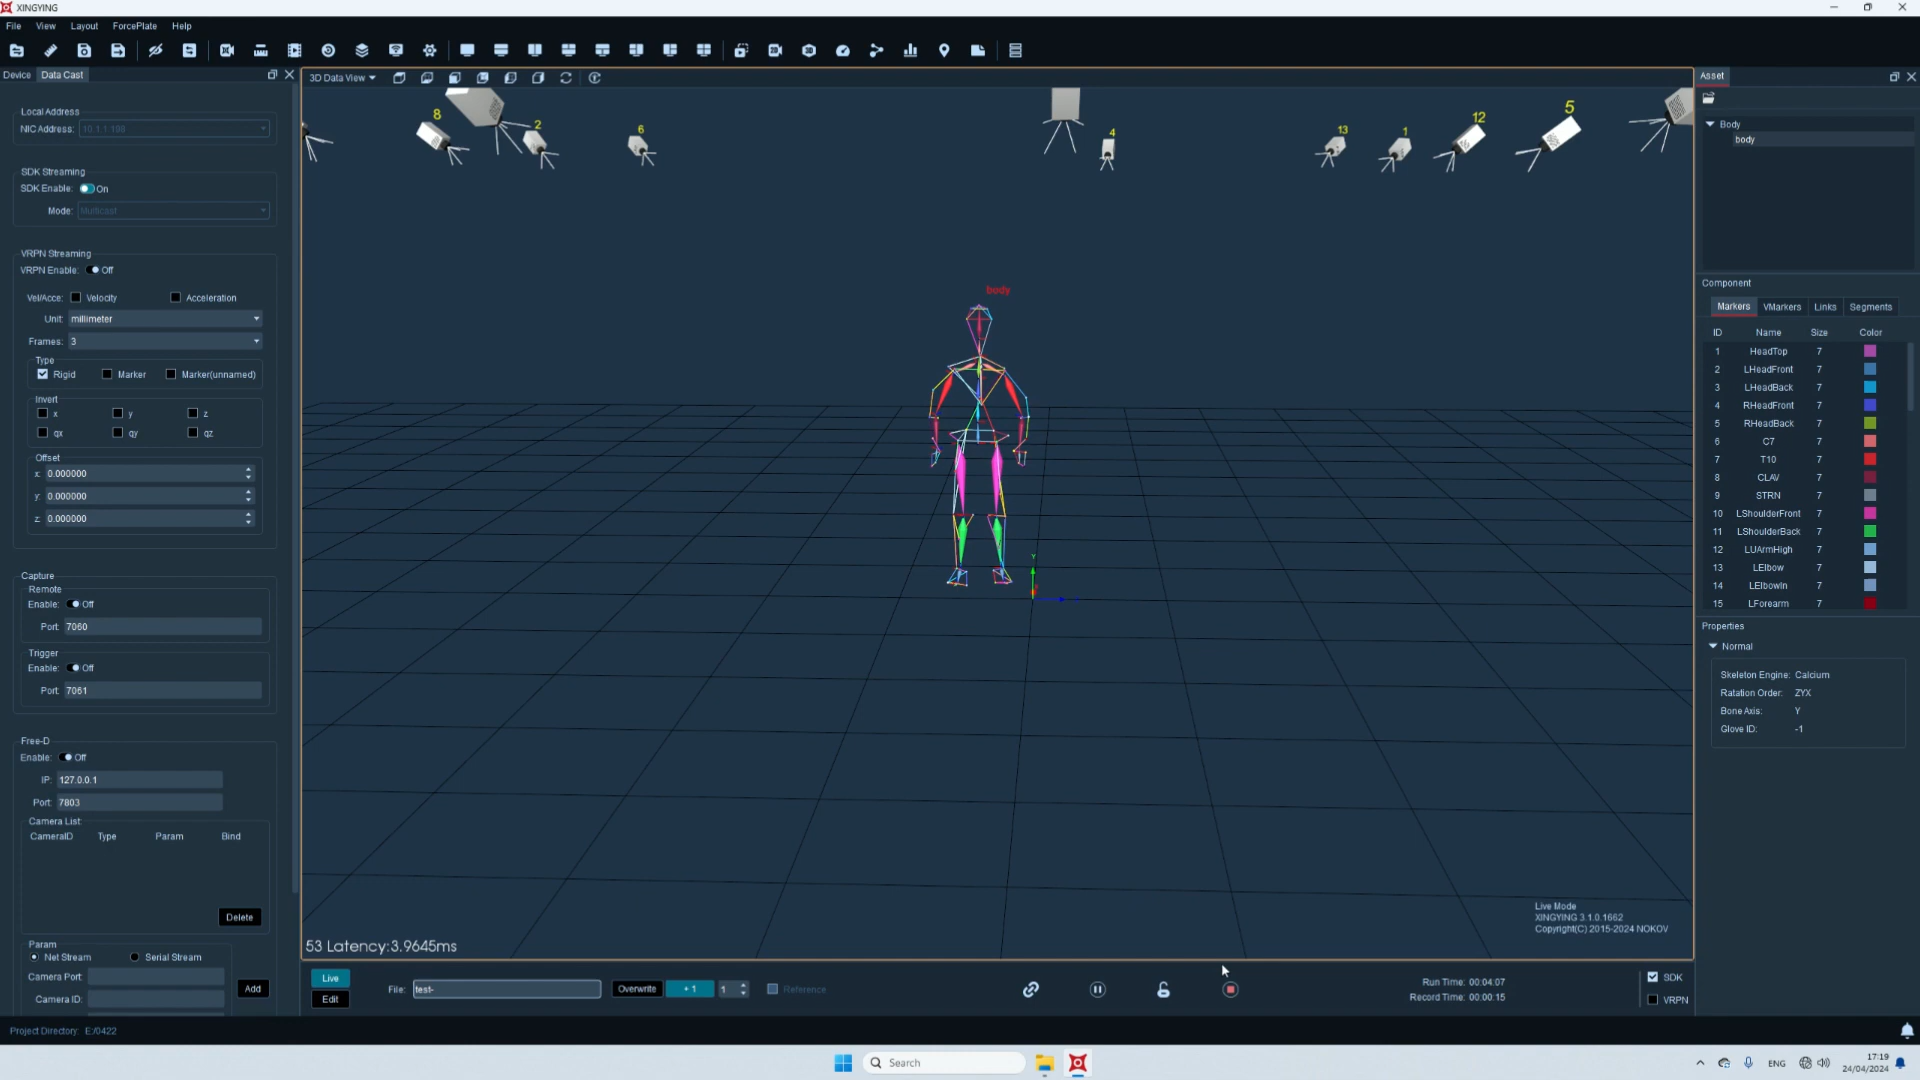 XINGYING
File View Layout ForcePlate Help
Device Data Cast
3D Data View
Asset
Local Address
NIC Address: 10.1.1.198
SDK Streaming
SDK Enable: On
Mode: Multicast
VRPN Streaming
VRPN Enable: Off
Vel/Acce: Velocity Acceleration
Unit: millimeter
Frames: 3
Type
Rigid Marker Marker(unnamed)
Invert
x y z
qx qy qz
Offset
x: 0.000000
y: 0.000000
z: 0.000000
Capture
Remote
Enable: Off
Port: 7060
Trigger
Enable: Off
Port: 7061
Free-D
Enable: Off
IP: 127.0.0.1
Port: 7803
Camera List
CameraID Type Param Bind
Delete
Param
Net Stream Serial Stream
Camera Port:
Camera ID:
Add
8 2 6 4 13 1 12 5
body
Y
53 Latency:3.9645ms
Live Mode
XINGYING 3.1.0.1662
Copyright(C) 2015-2024 NOKOV
Body
body
Component
Markers VMarkers Links Segments
ID Name Size Color
1 HeadTop 7
2 LHeadFront 7
3 LHeadBack 7
4 RHeadFront 7
5 RHeadBack 7
6 C7 7
7 T10 7
8 CLAV 7
9 STRN 7
10 LShoulderFront 7
11 LShoulderBack 7
12 LUArmHigh 7
13 LElbow 7
14 LElbowIn 7
15 LForearm 7
Properties
Normal
Skeleton Engine: Calcium
Ratation Order: ZYX
Bone Axis: Y
Glove ID: -1
Live
Edit
File: test-
Overwrite +1 1
Reference
Run Time: 00:04:07
Record Time: 00:00:15
SDK
VRPN
Project Directory: E:/0422
Search
ENG
17:19
24/04/2024